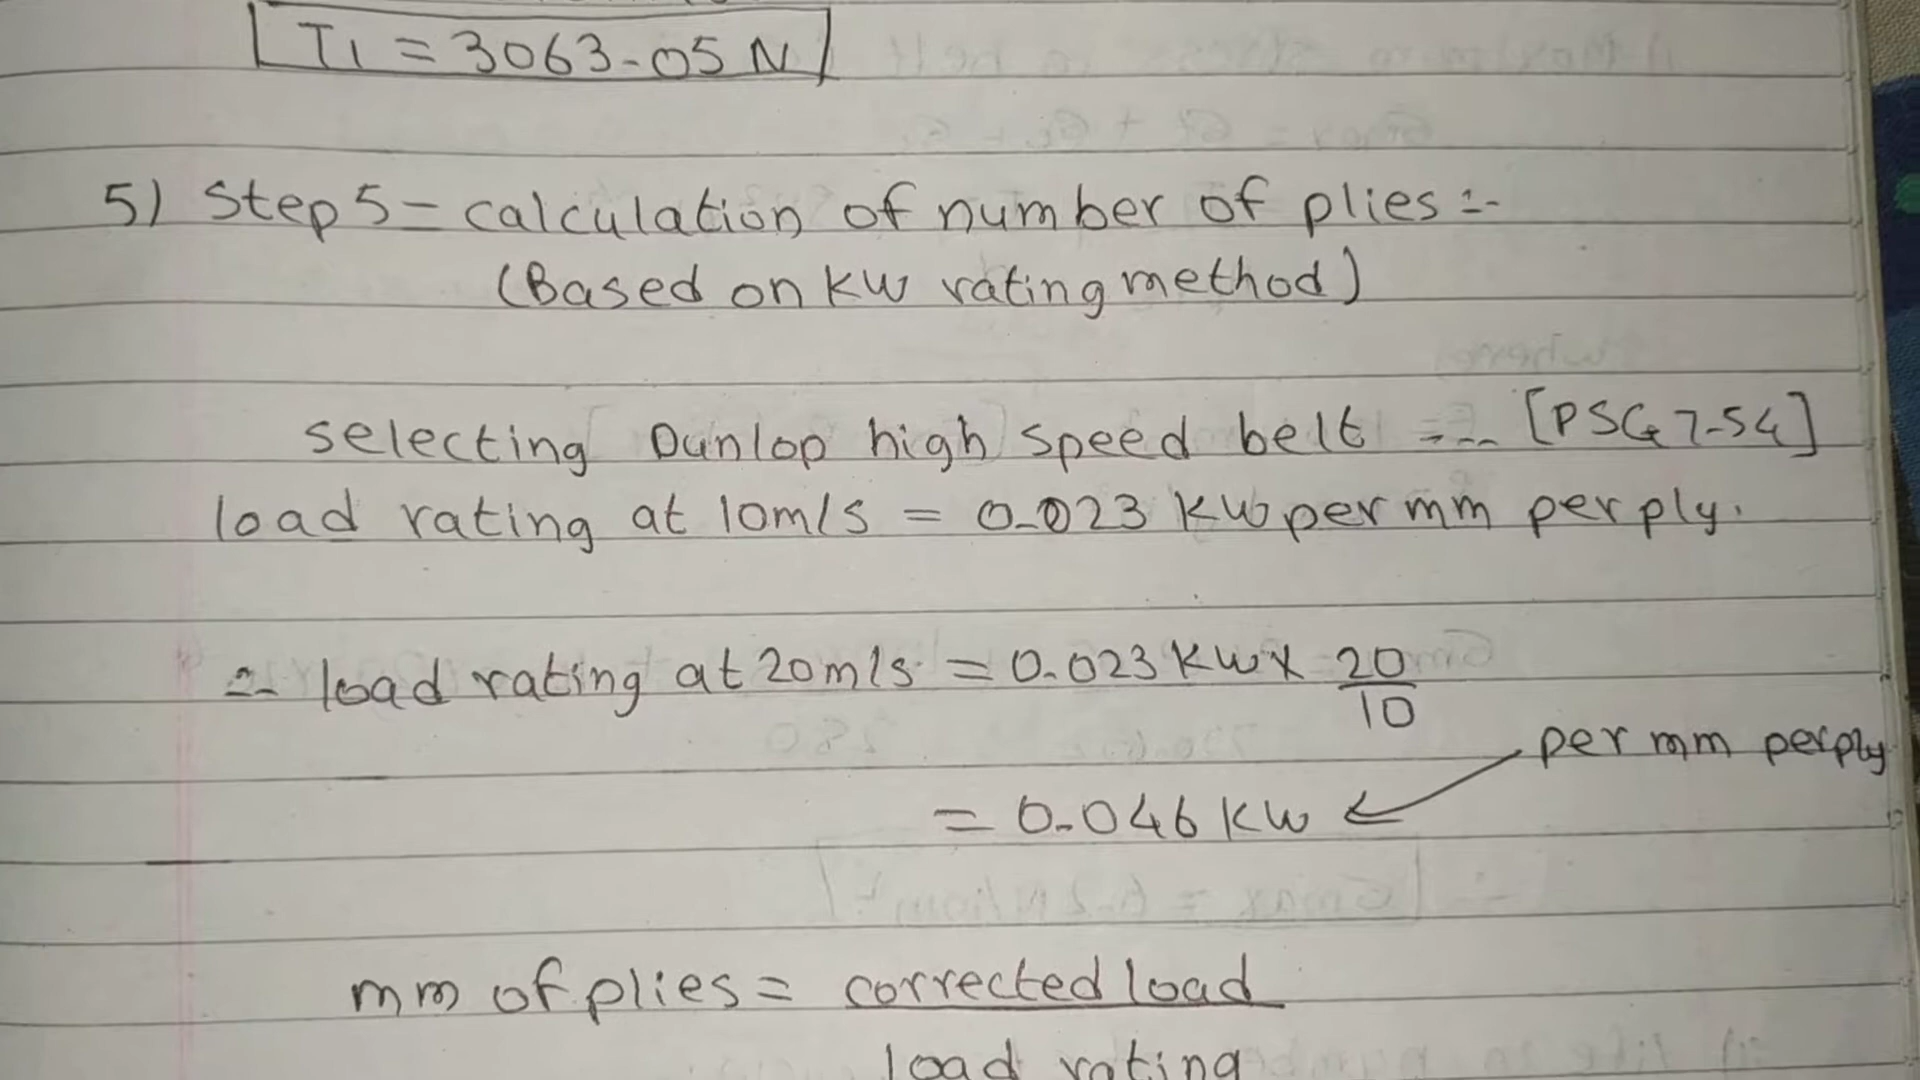 T1 = 3063.05 N
5) Step 5 = calculation of number of plies :-
(Based on KW rating method)
selecting Dunlop high speed belt --- [PSG 7.54]
load rating at 10m/s = 0.023 KW per mm per ply.
∴ load rating at 20m/s = 0.023 KW x 20/10
per mm perply
= 0.046 KW
mm of plies = corrected load
load rating